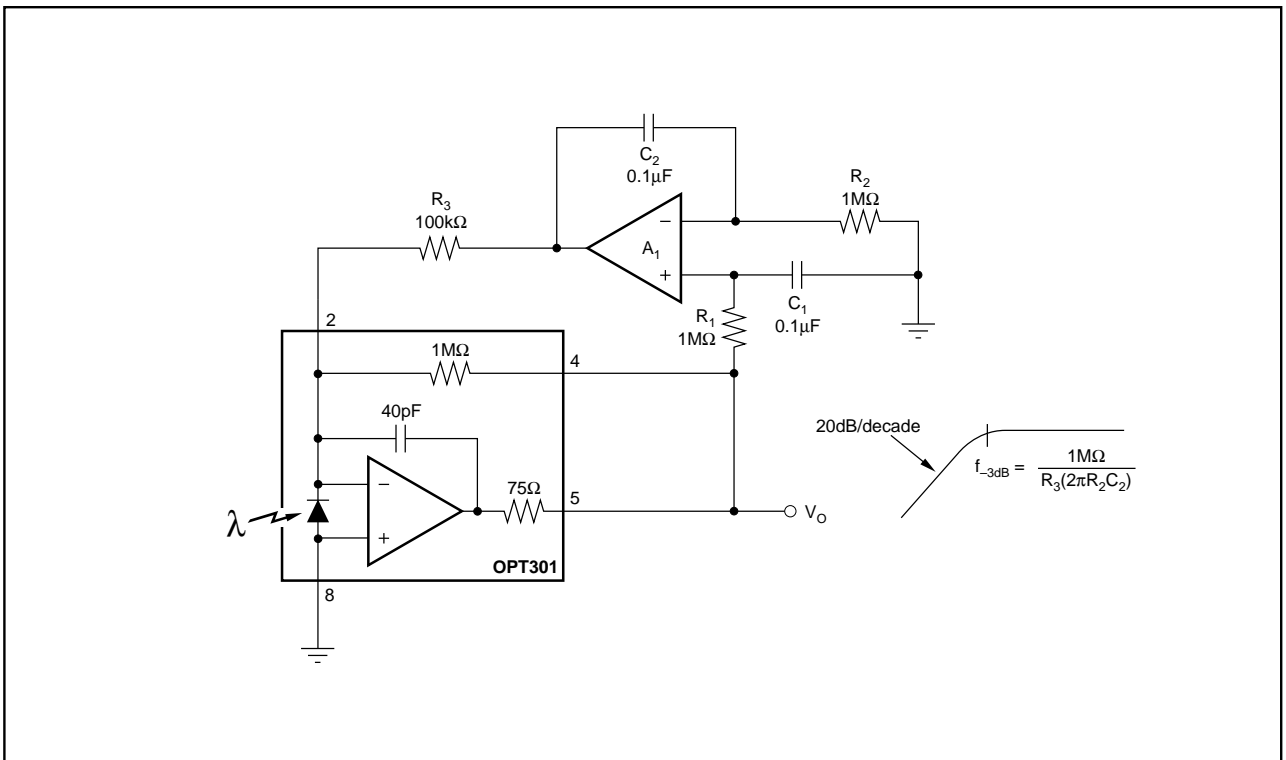 C₂
0.1μF
R₂
1MΩ
R₃
100kΩ
−
A₁
+
C₁
0.1μF
R₁
1MΩ
2
1MΩ
4
40pF
75Ω
5
−
+
λ
OPT301
8
V_O
20dB/decade
f₋₃dB = 1MΩ / R₃(2πR₂C₂)